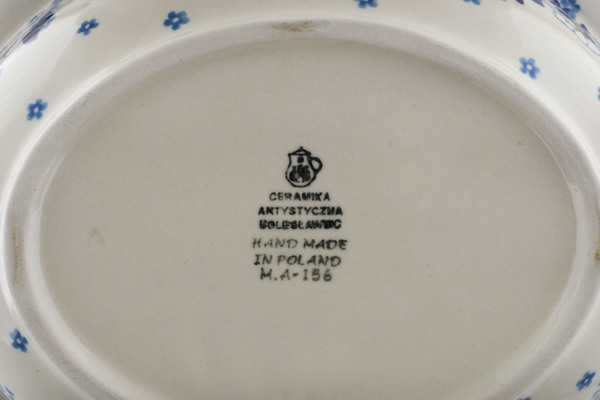 CERAMIKA
ARTYSTYCZNA
BOLESŁAWIEC
HAND MADE
IN POLAND
M.A-156